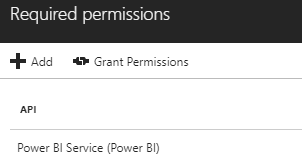 Required permissions
Add Grant Permissions
API
Power BI Service (Power BI)